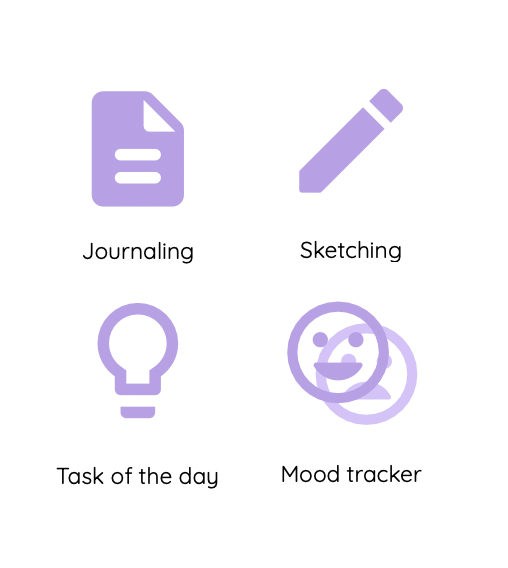 Journaling
Sketching
Task of the day
Mood tracker